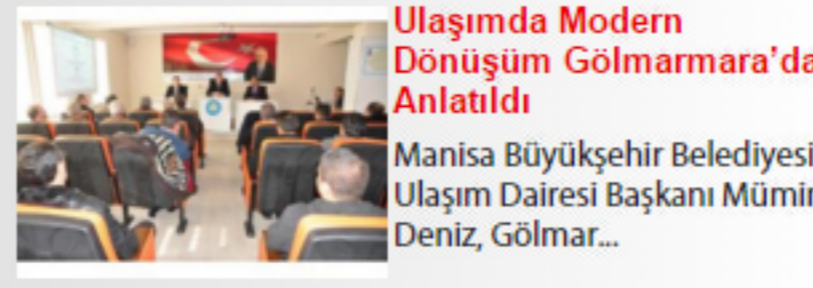 Ulaşımda Modern
Dönüşüm Gölmarmara'da
Anlatıldı
Manisa Büyükşehir Belediyesi
Ulaşım Dairesi Başkanı Mümin
Deniz, Gölmar...